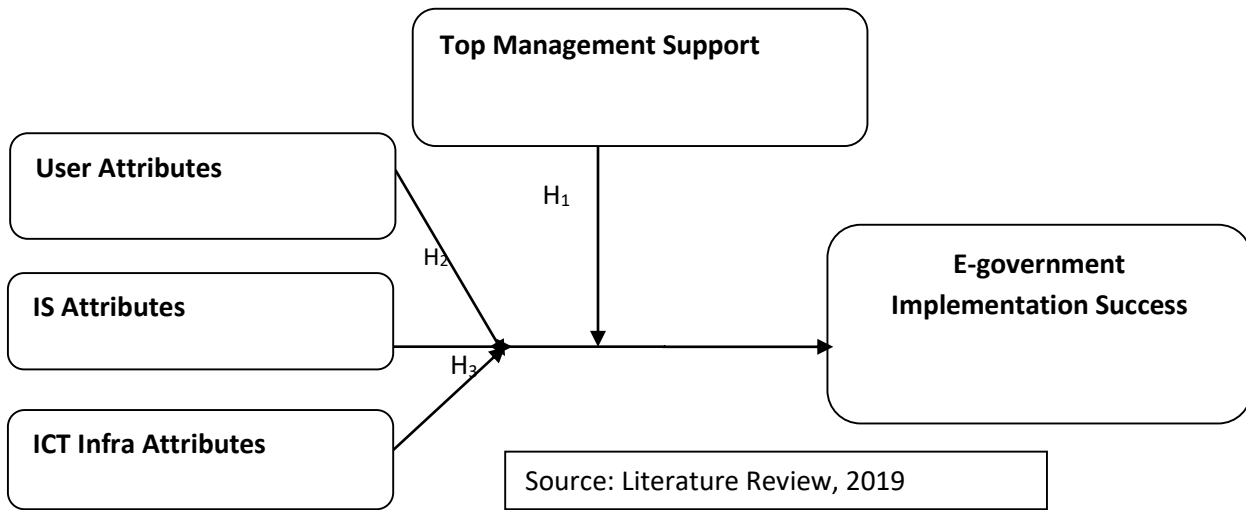 Top Management Support
User Attributes
H₁
H₂
E-government
Implementation Success
IS Attributes
H₃
ICT Infra Attributes
Source: Literature Review, 2019